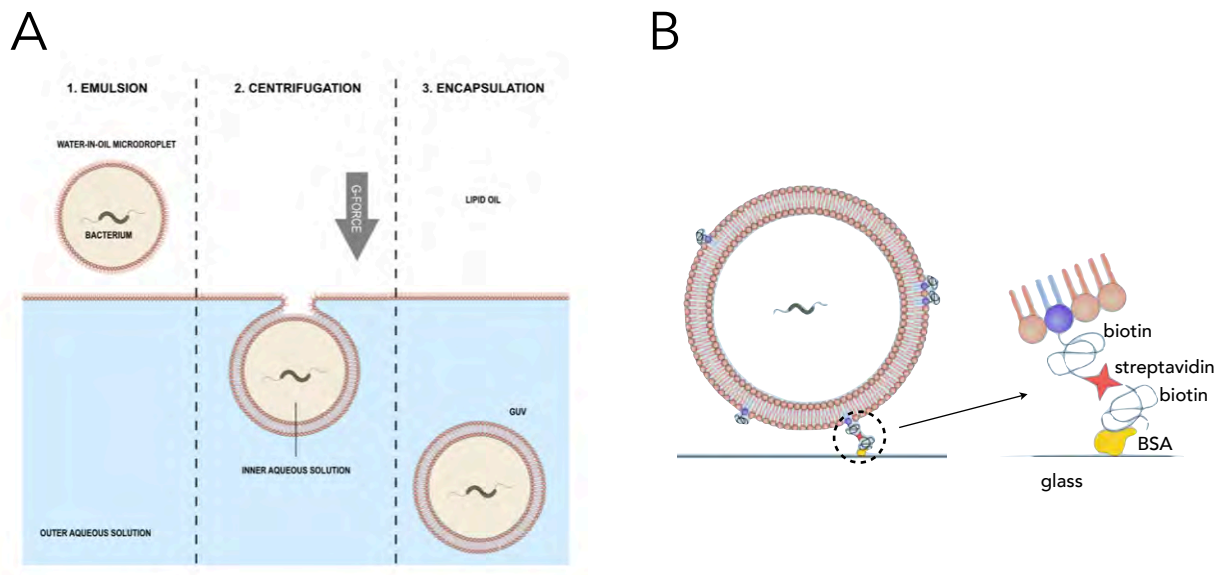 A
1. EMULSION
2. CENTRIFUGATION
3. ENCAPSULATION
WATER-IN-OIL MICRODROPLET
BACTERIUM
G-FORCE
LIPID OIL
GUV
INNER AQUEOUS SOLUTION
OUTER AQUEOUS SOLUTION
B
biotin
streptavidin
biotin
BSA
glass